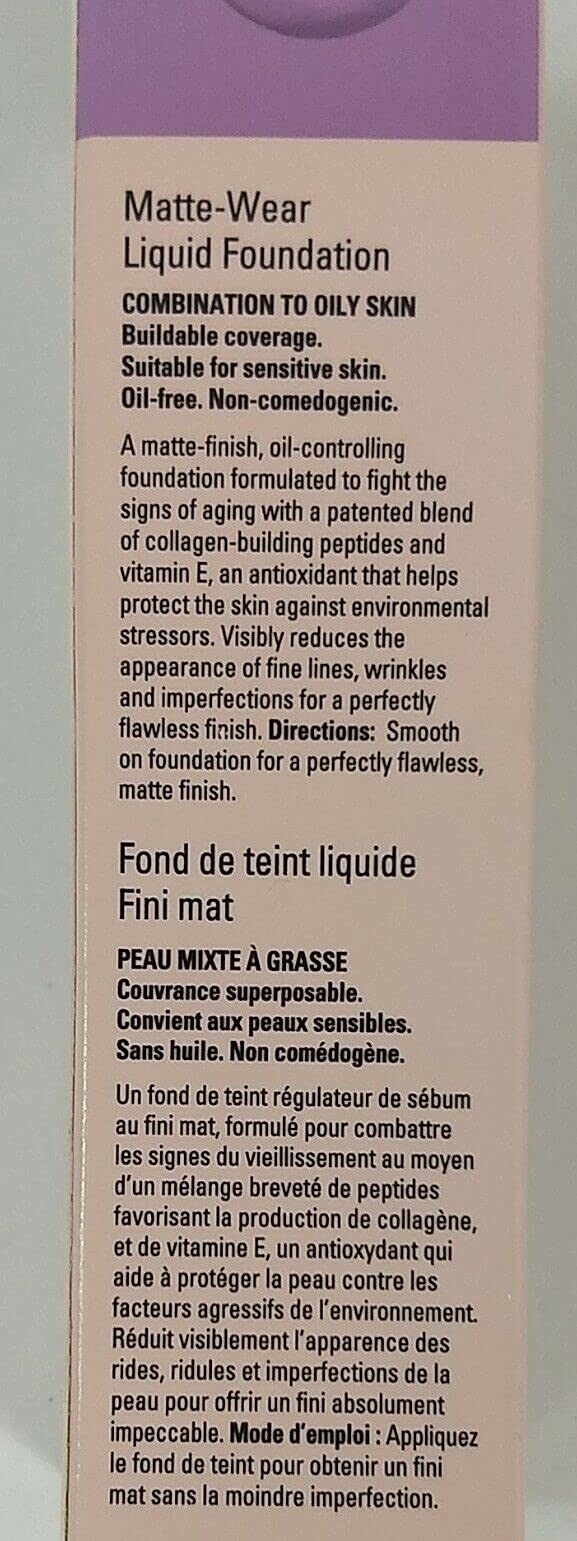 Matte-Wear
Liquid Foundation
COMBINATION TO OILY SKIN
Buildable coverage.
Suitable for sensitive skin.
Oil-free. Non-comedogenic.
A matte-finish, oil-controlling
foundation formulated to fight the
signs of aging with a patented blend
of collagen-building peptides and
vitamin E, an antioxidant that helps
protect the skin against environmental
stressors. Visibly reduces the
appearance of fine lines, wrinkles
and imperfections for a perfectly
flawless finish. Directions: Smooth
on foundation for a perfectly flawless,
matte finish.
Fond de teint liquide
Fini mat
PEAU MIXTE À GRASSE
Couvrance superposable.
Convient aux peaux sensibles.
Sans huile. Non comédogène.
Un fond de teint régulateur de sébum
au fini mat, formulé pour combattre
les signes du vieillissement au moyen
d'un mélange breveté de peptides
favorisant la production de collagène,
et de vitamine E, un antioxydant qui
aide à protéger la peau contre les
facteurs agressifs de l'environnement.
Réduit visiblement l'apparence des
rides, ridules et imperfections de la
peau pour offrir un fini absolument
impeccable. Mode d'emploi : Appliquez
le fond de teint pour obtenir un fini
mat sans la moindre imperfection.